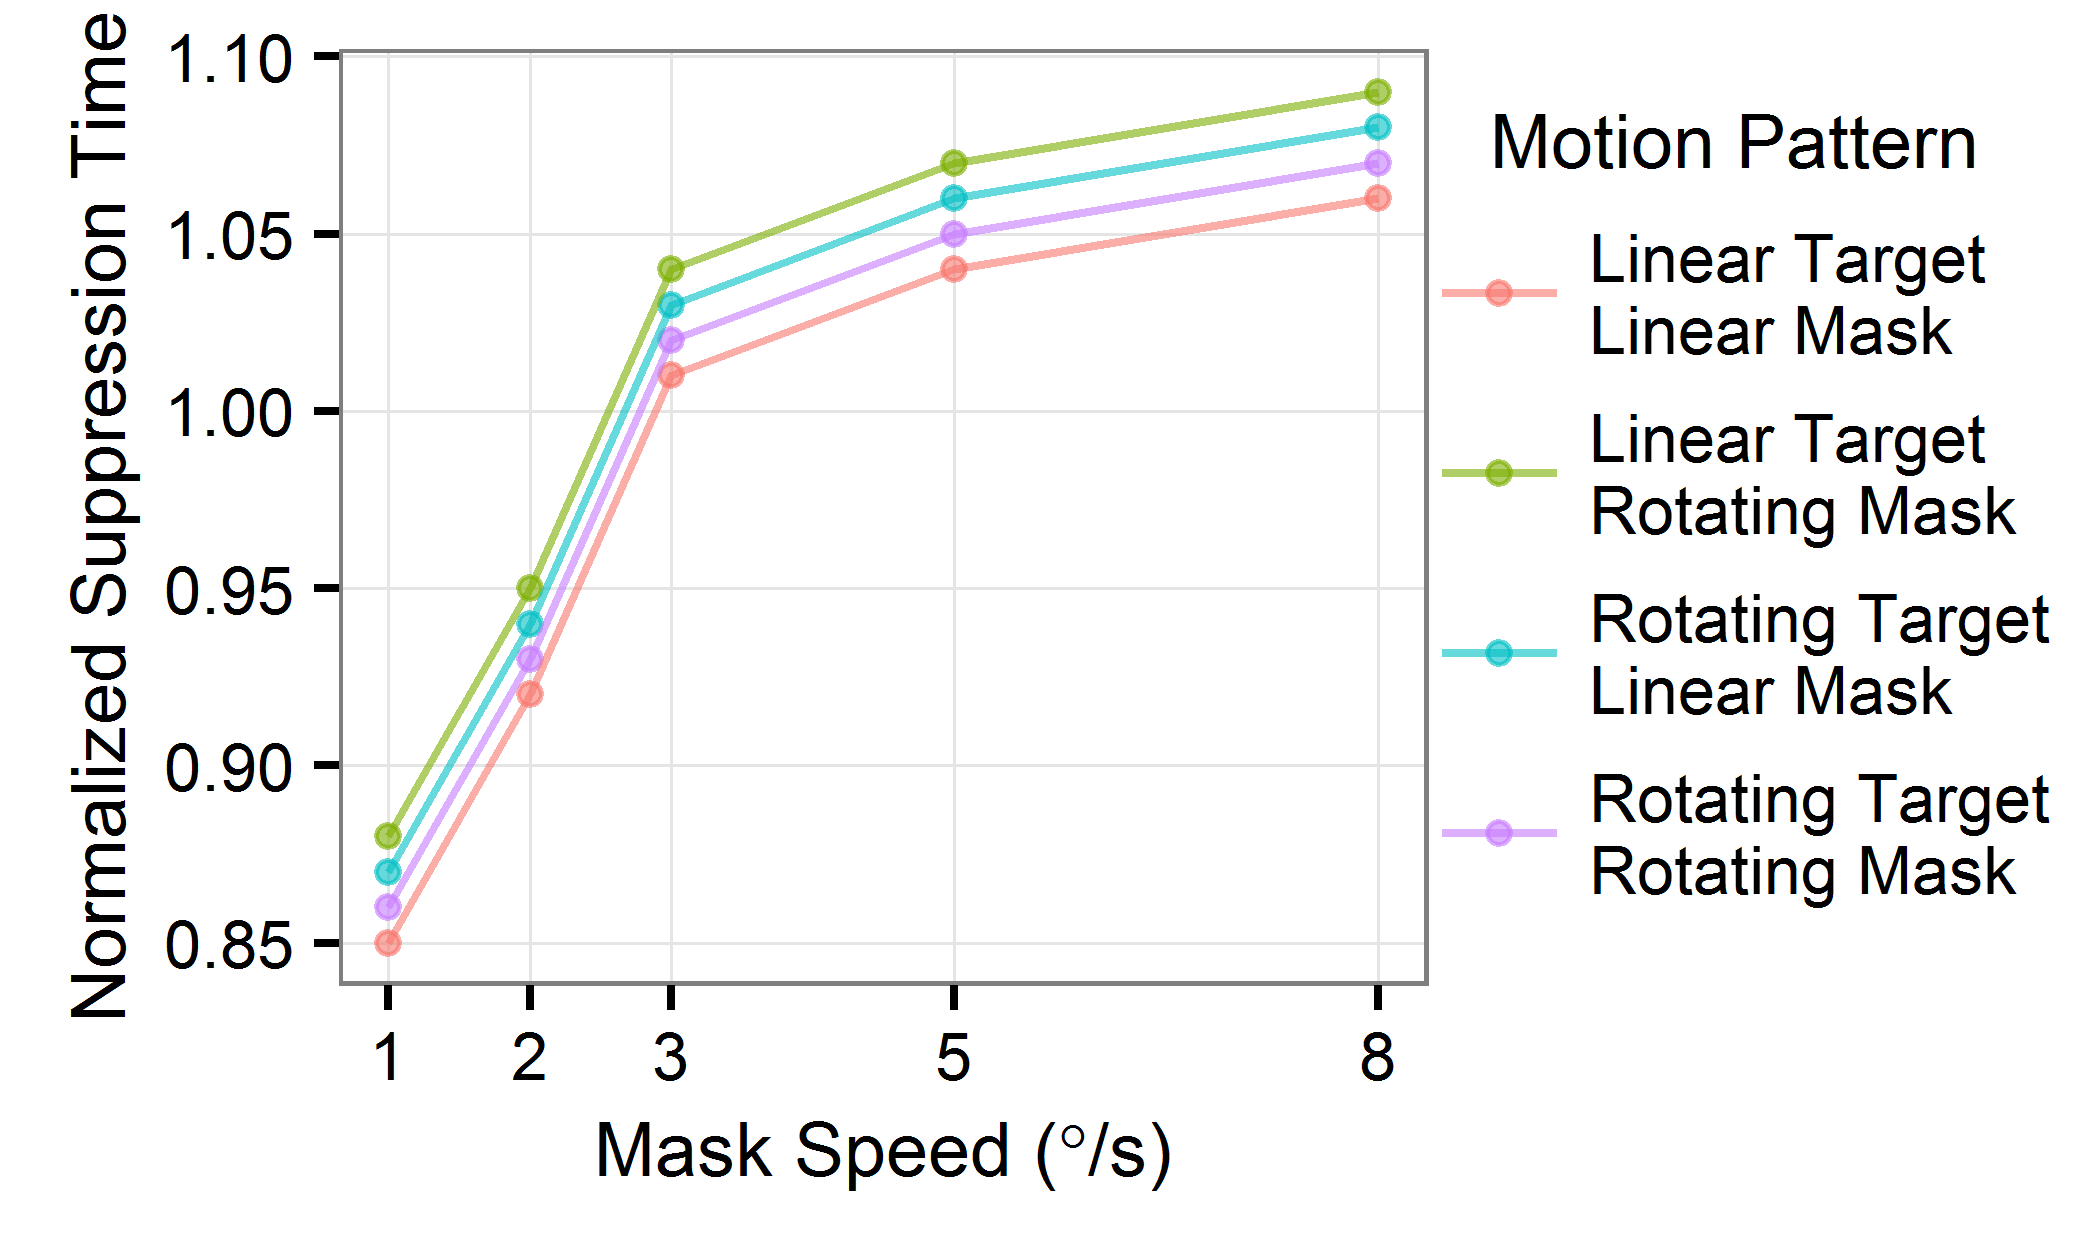 Normalized Suppression Time
1.10
1.05
1.00
0.95
0.90
0.85
1 2 3 5 8
Mask Speed (°/s)
Motion Pattern
Linear Target
Linear Mask
Linear Target
Rotating Mask
Rotating Target
Linear Mask
Rotating Target
Rotating Mask